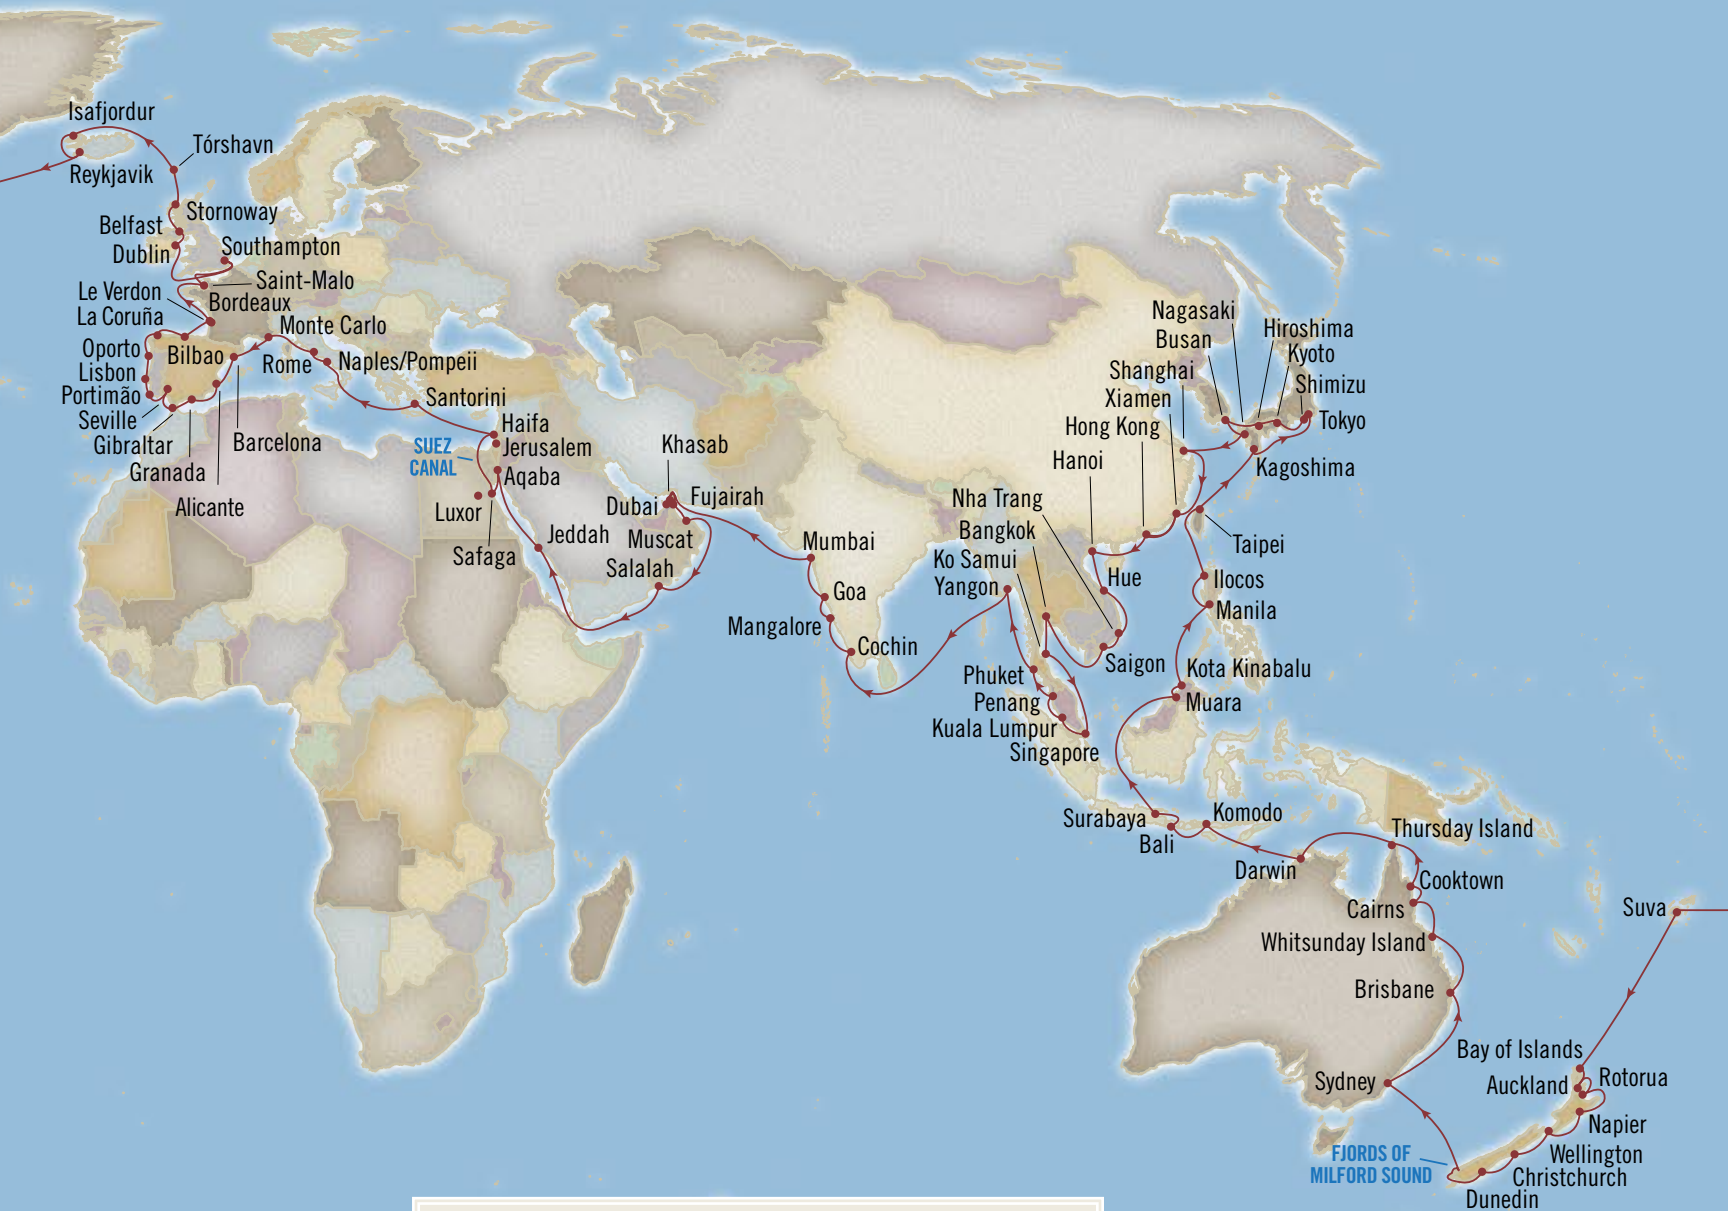 Isafjordur
Reykjavik
Tórshavn
Stornoway
Belfast
Dublin
Southampton
Saint-Malo
Le Verdon
Bordeaux
La Coruña
Monte Carlo
Oporto
Bilbao
Rome
Naples/Pompeii
Lisbon
Portimão
Seville
Gibraltar
Granada
Alicante
Barcelona
Santorini
Haifa
Jerusalem
SUEZ
CANAL
Aqaba
Luxor
Safaga
Jeddah
Khasab
Dubai
Fujairah
Muscat
Salalah
Mumbai
Goa
Mangalore
Cochin
Nagasaki
Hiroshima
Busan
Kyoto
Shanghai
Shimizu
Xiamen
Tokyo
Hong Kong
Kagoshima
Hanoi
Nha Trang
Bangkok
Ko Samui
Yangon
Taipei
Hue
Ilocos
Manila
Saigon
Phuket
Kota Kinabalu
Penang
Muara
Kuala Lumpur
Singapore
Surabaya
Komodo
Bali
Thursday Island
Darwin
Cooktown
Cairns
Suva
Whitsunday Island
Brisbane
Bay of Islands
Sydney
Auckland
Rotorua
Napier
FJORDS OF
MILFORD SOUND
Wellington
Christchurch
Dunedin